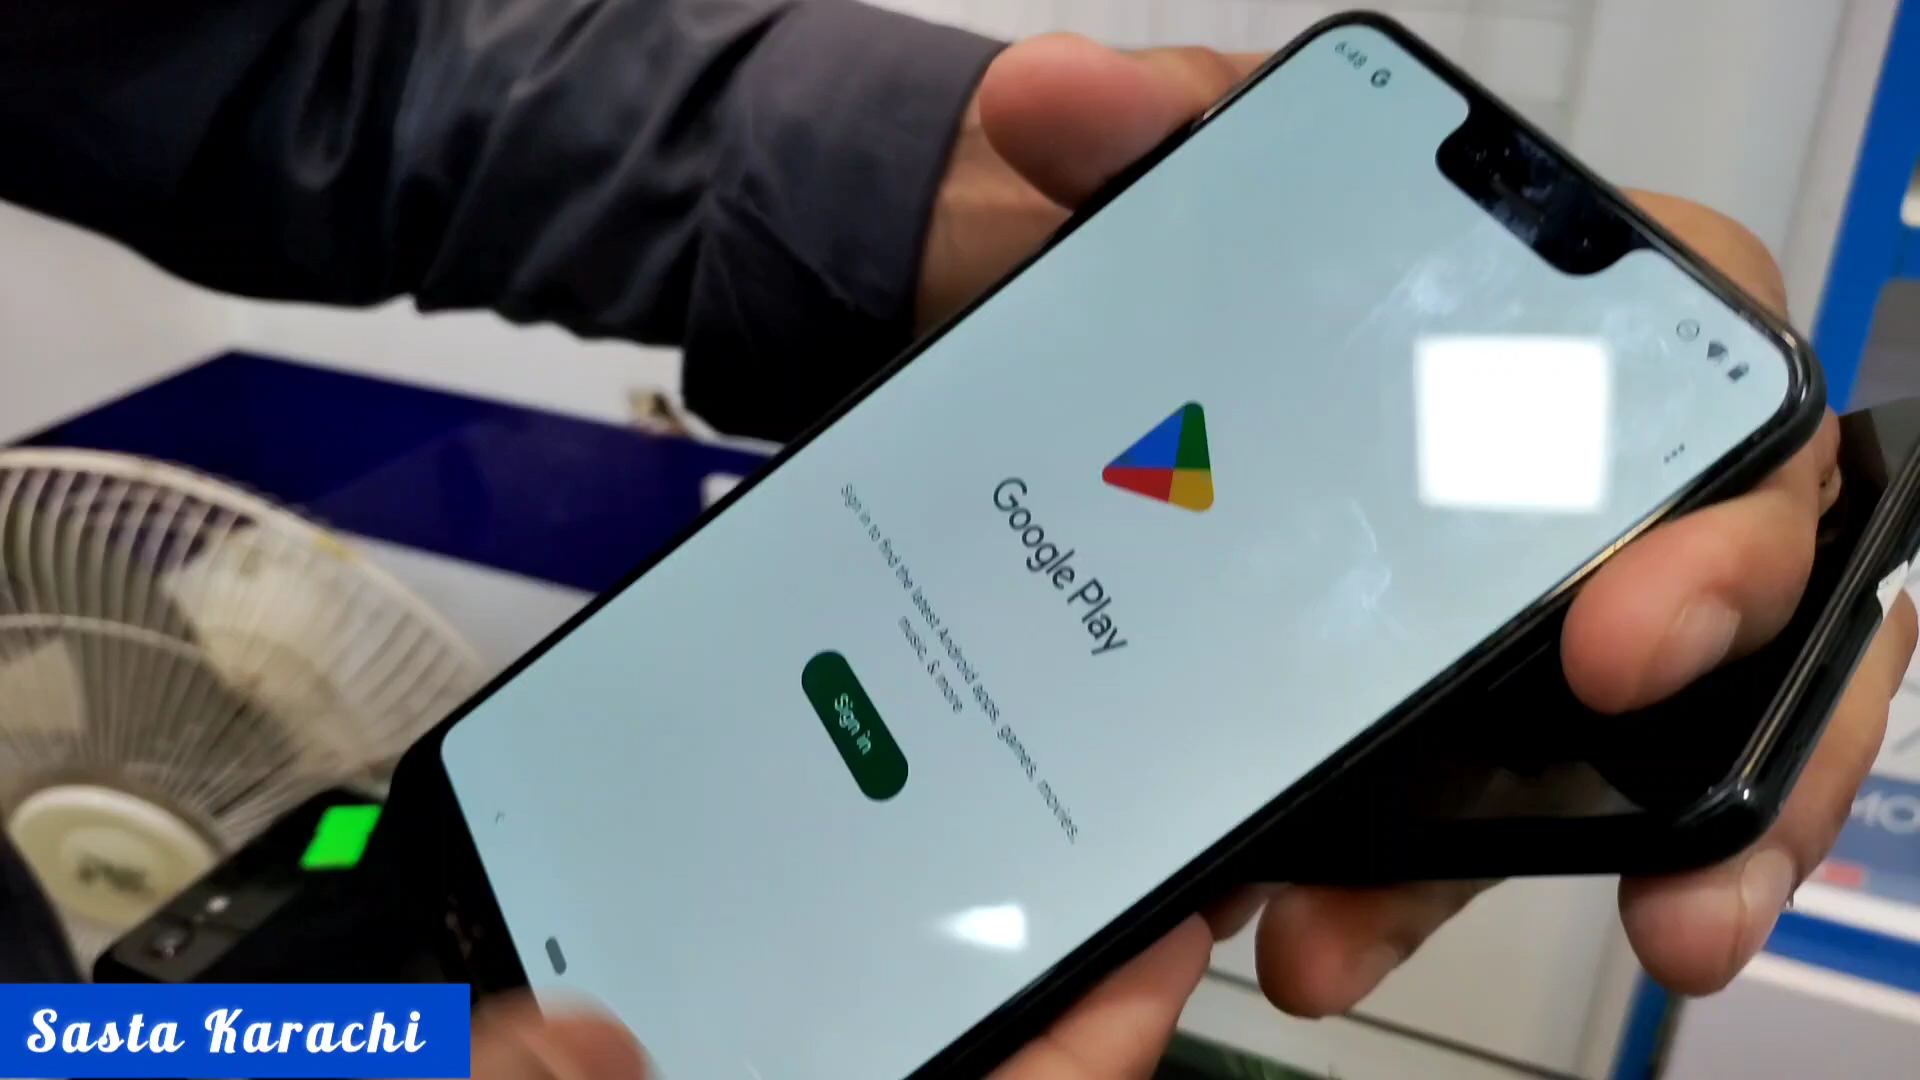 6:48 G
Google Play
Sign in to find the latest Android apps, games, movies,
music, & more
Sign in
Sasta Karachi